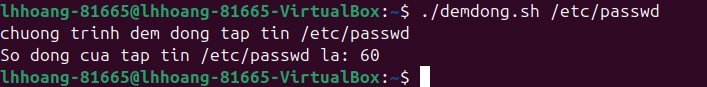 lhhoang-81665@lhhoang-81665-VirtualBox:~$ ./demdong.sh /etc/passwd
chuong trinh dem dong tap tin /etc/passwd
So dong cua tap tin /etc/passwd la: 60
lhhoang-81665@lhhoang-81665-VirtualBox:~$